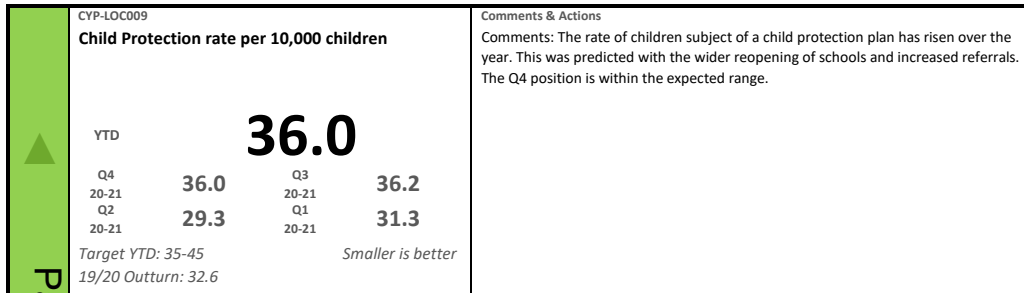 CYP-LOC009
Child Protection rate per 10,000 children
YTD 36.0
Q4 20-21 36.0 Q3 20-21 36.2
Q2 20-21 29.3 Q1 20-21 31.3
Target YTD: 35-45 Smaller is better
19/20 Outturn: 32.6
Comments & Actions
Comments: The rate of children subject of a child protection plan has risen over the
year. This was predicted with the wider reopening of schools and increased referrals.
The Q4 position is within the expected range.